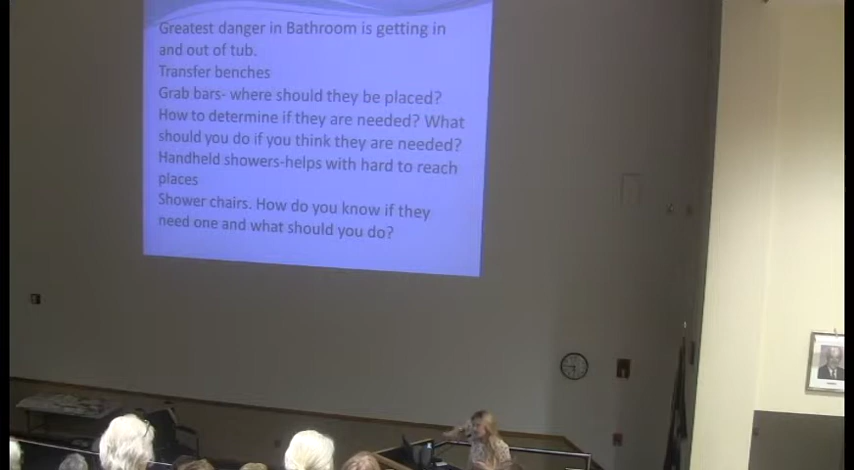 Greatest danger in Bathroom is getting in
and out of tub.
Transfer benches
Grab bars- where should they be placed?
How to determine if they are needed? What
should you do if you think they are needed?
Handheld showers-helps with hard to reach
places
Shower chairs. How do you know if they
need one and what should you do?